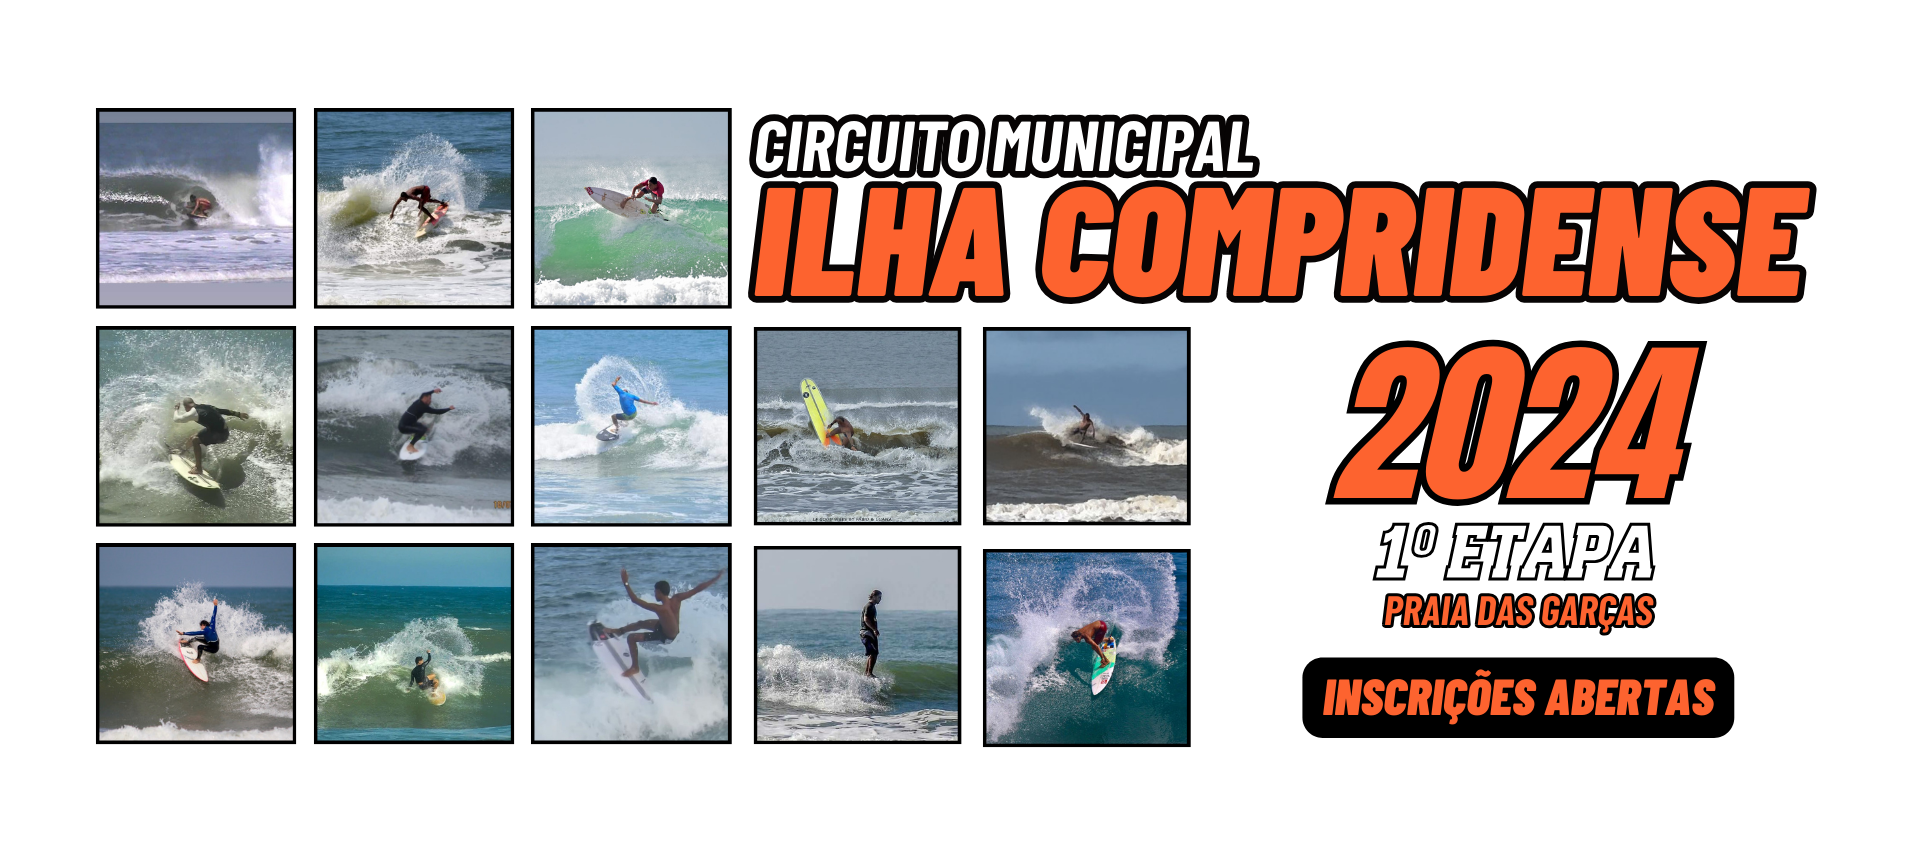 CIRCUITO MUNICIPAL
ILHA COMPRIDENSE
2024
1º ETAPA
PRAIA DAS GARÇAS
INSCRIÇÕES ABERTAS